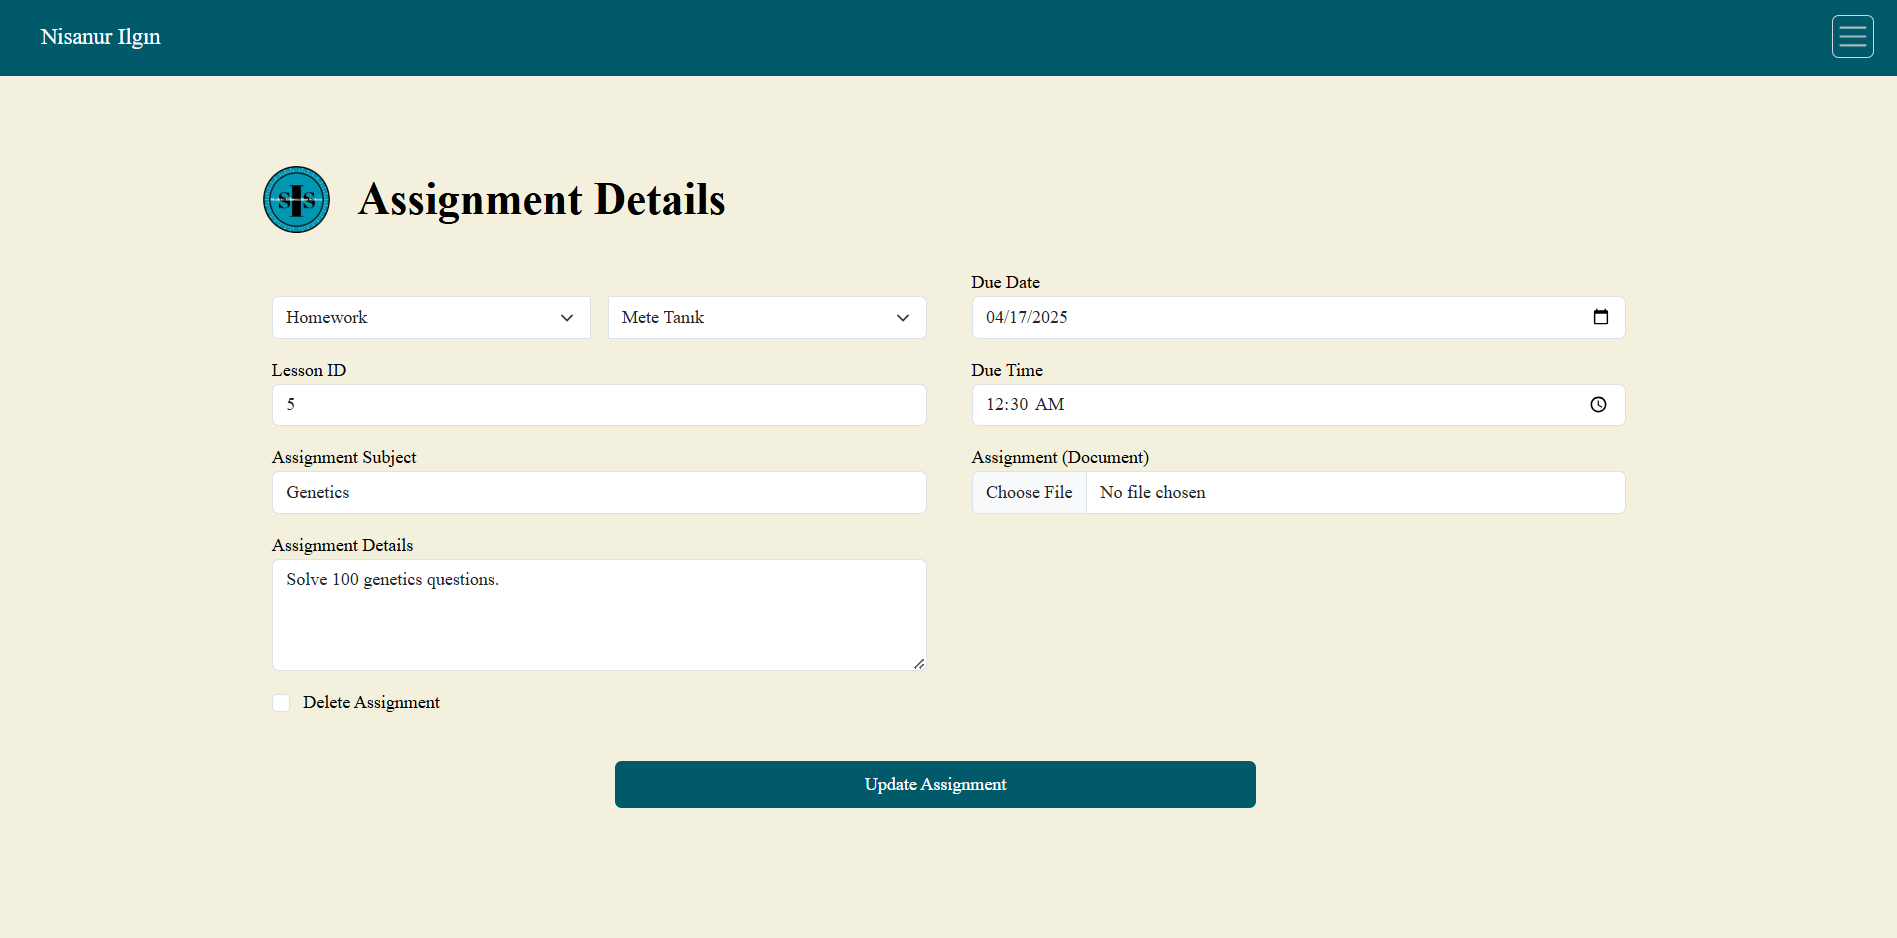 Nisanur Ilgın
SIS
Assignment Details
Homework
Mete Tanık
Lesson ID
5
Assignment Subject
Genetics
Assignment Details
Solve 100 genetics questions.
Delete Assignment
Due Date
04/17/2025
Due Time
12:30 AM
Assignment (Document)
Choose File No file chosen
Update Assignment